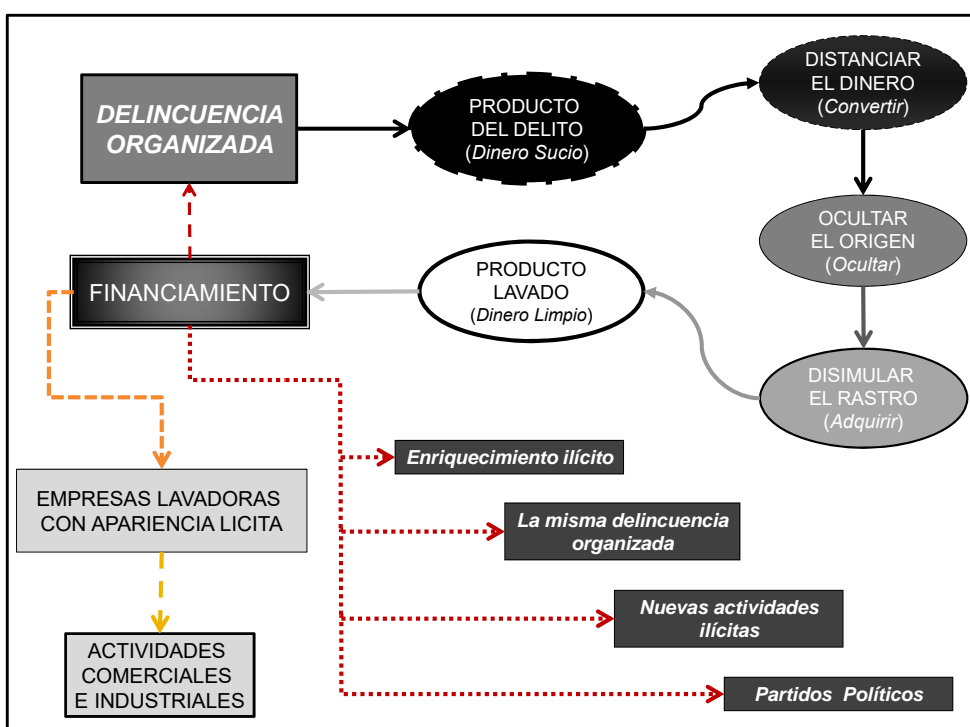 DELINCUENCIA
ORGANIZADA
PRODUCTO
DEL DELITO
(Dinero Sucio)
DISTANCIAR
EL DINERO
(Convertir)
OCULTAR
EL ORIGEN
(Ocultar)
DISIMULAR
EL RASTRO
(Adquirir)
PRODUCTO
LAVADO
(Dinero Limpio)
FINANCIAMIENTO
Enriquecimiento ilícito
La misma delincuencia
organizada
Nuevas actividades
ilícitas
Partidos Políticos
EMPRESAS LAVADORAS
CON APARIENCIA LICITA
ACTIVIDADES
COMERCIALES
E INDUSTRIALES